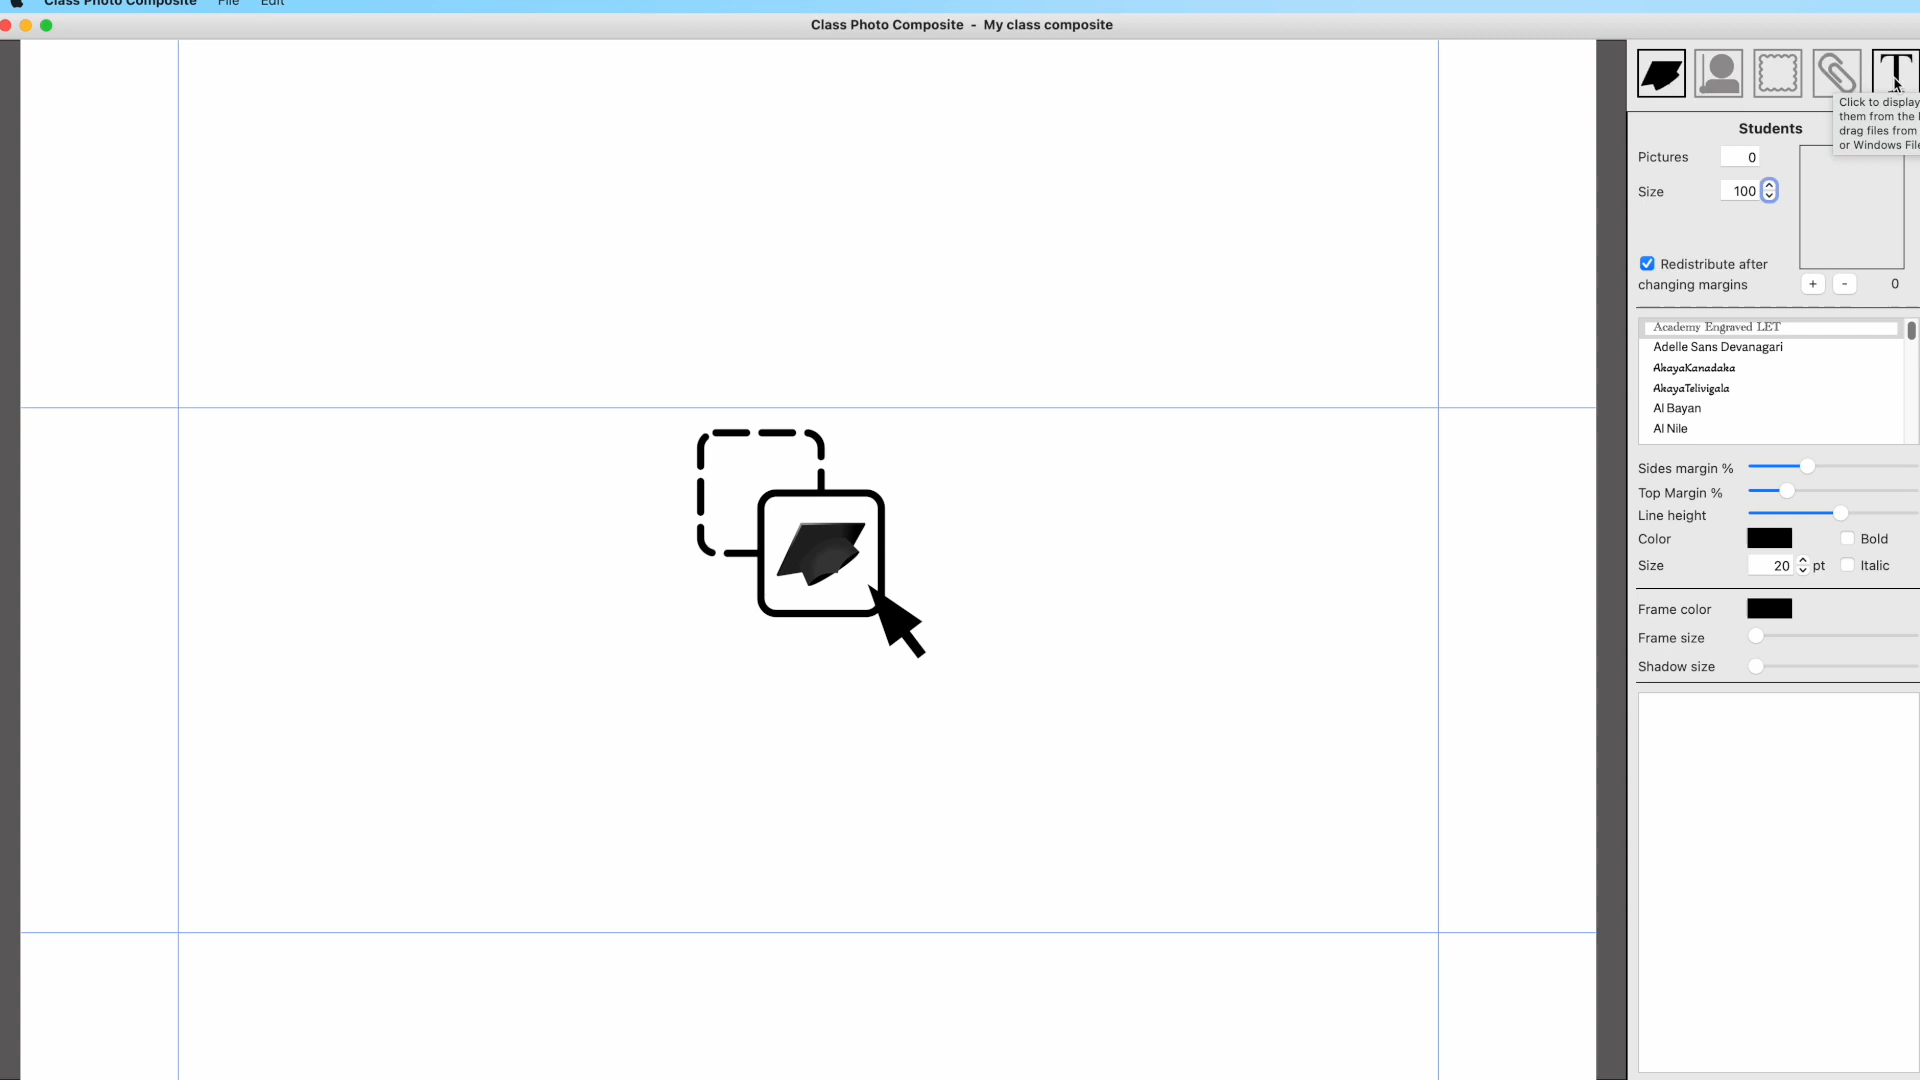 Class Photo Composite File Edit
Class Photo Composite - My class composite
T
Click to display
them from the
drag files from
or Windows File
Students
Pictures 0
Size 100
Redistribute after
changing margins
+ - 0
Academy Engraved LET
Adelle Sans Devanagari
AkayaKanadaka
AkayaTelivigala
Al Bayan
Al Nile
Sides margin %
Top Margin %
Line height
Color Bold
Size 20 pt Italic
Frame color
Frame size
Shadow size